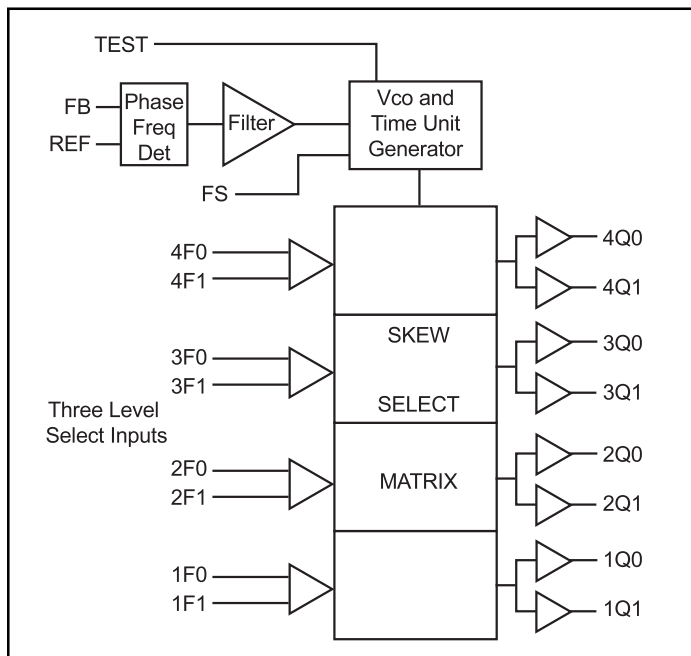 TEST
FB
REF
Phase
Freq
Det
Filter
Vco and
Time Unit
Generator
FS
4F0
4F1
4Q0
4Q1
3F0
3F1
SKEW
SELECT
3Q0
3Q1
Three Level
Select Inputs
2F0
2F1
MATRIX
2Q0
2Q1
1F0
1F1
1Q0
1Q1